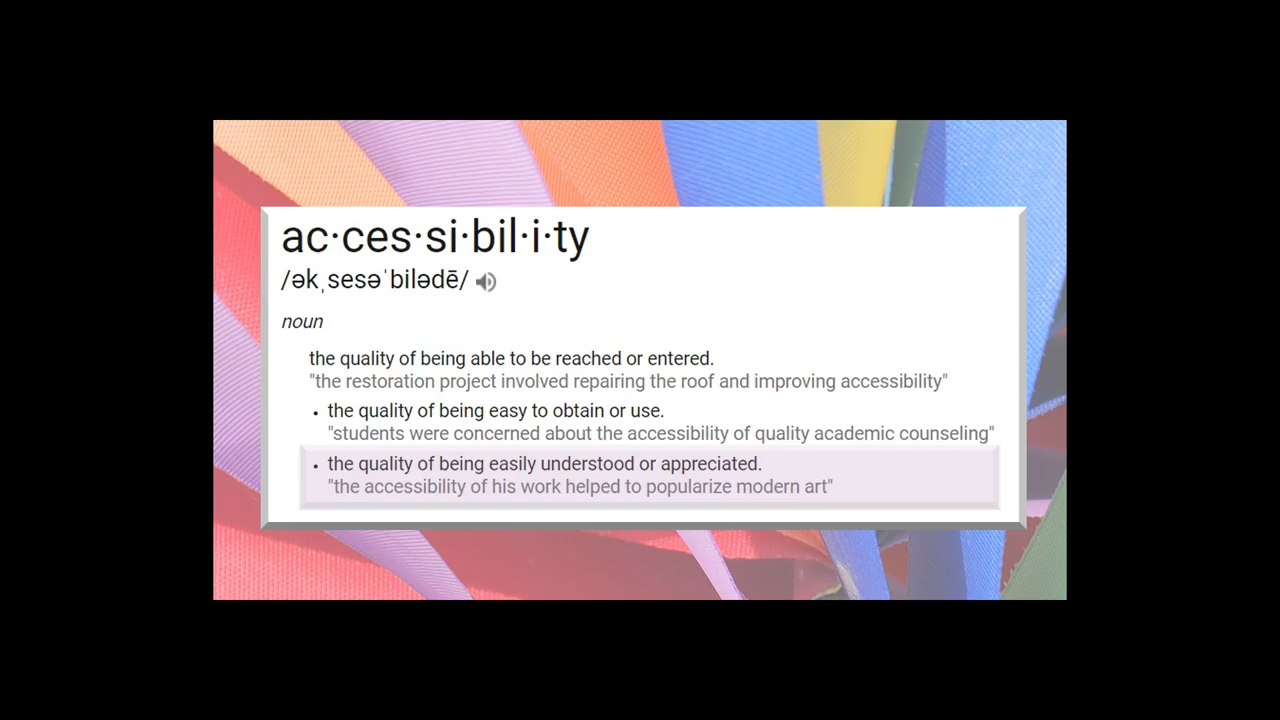 ac·ces·si·bil·i·ty
/əkˌsesəˈbilədē/
noun
the quality of being able to be reached or entered.
"the restoration project involved repairing the roof and improving accessibility"
• the quality of being easy to obtain or use.
"students were concerned about the accessibility of quality academic counseling"
• the quality of being easily understood or appreciated.
"the accessibility of his work helped to popularize modern art"